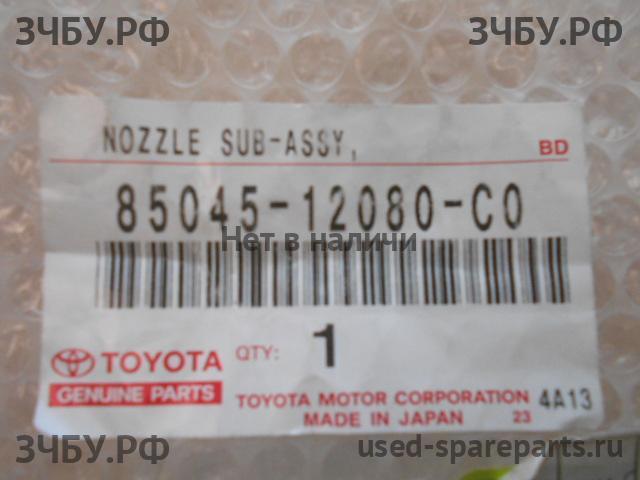 ЗЧБУ.РФ
ЗЧБУ.РФ
NOZZLE SUB-ASSY,
BD
85045-12080-C0
Нет в наличи
TOYOTA
GENUINE PARTS
QTY: 1
TOYOTA MOTOR CORPORATION 4A13
MADE IN JAPAN 23
ЗЧБУ.РФ
used-spareparts.ru